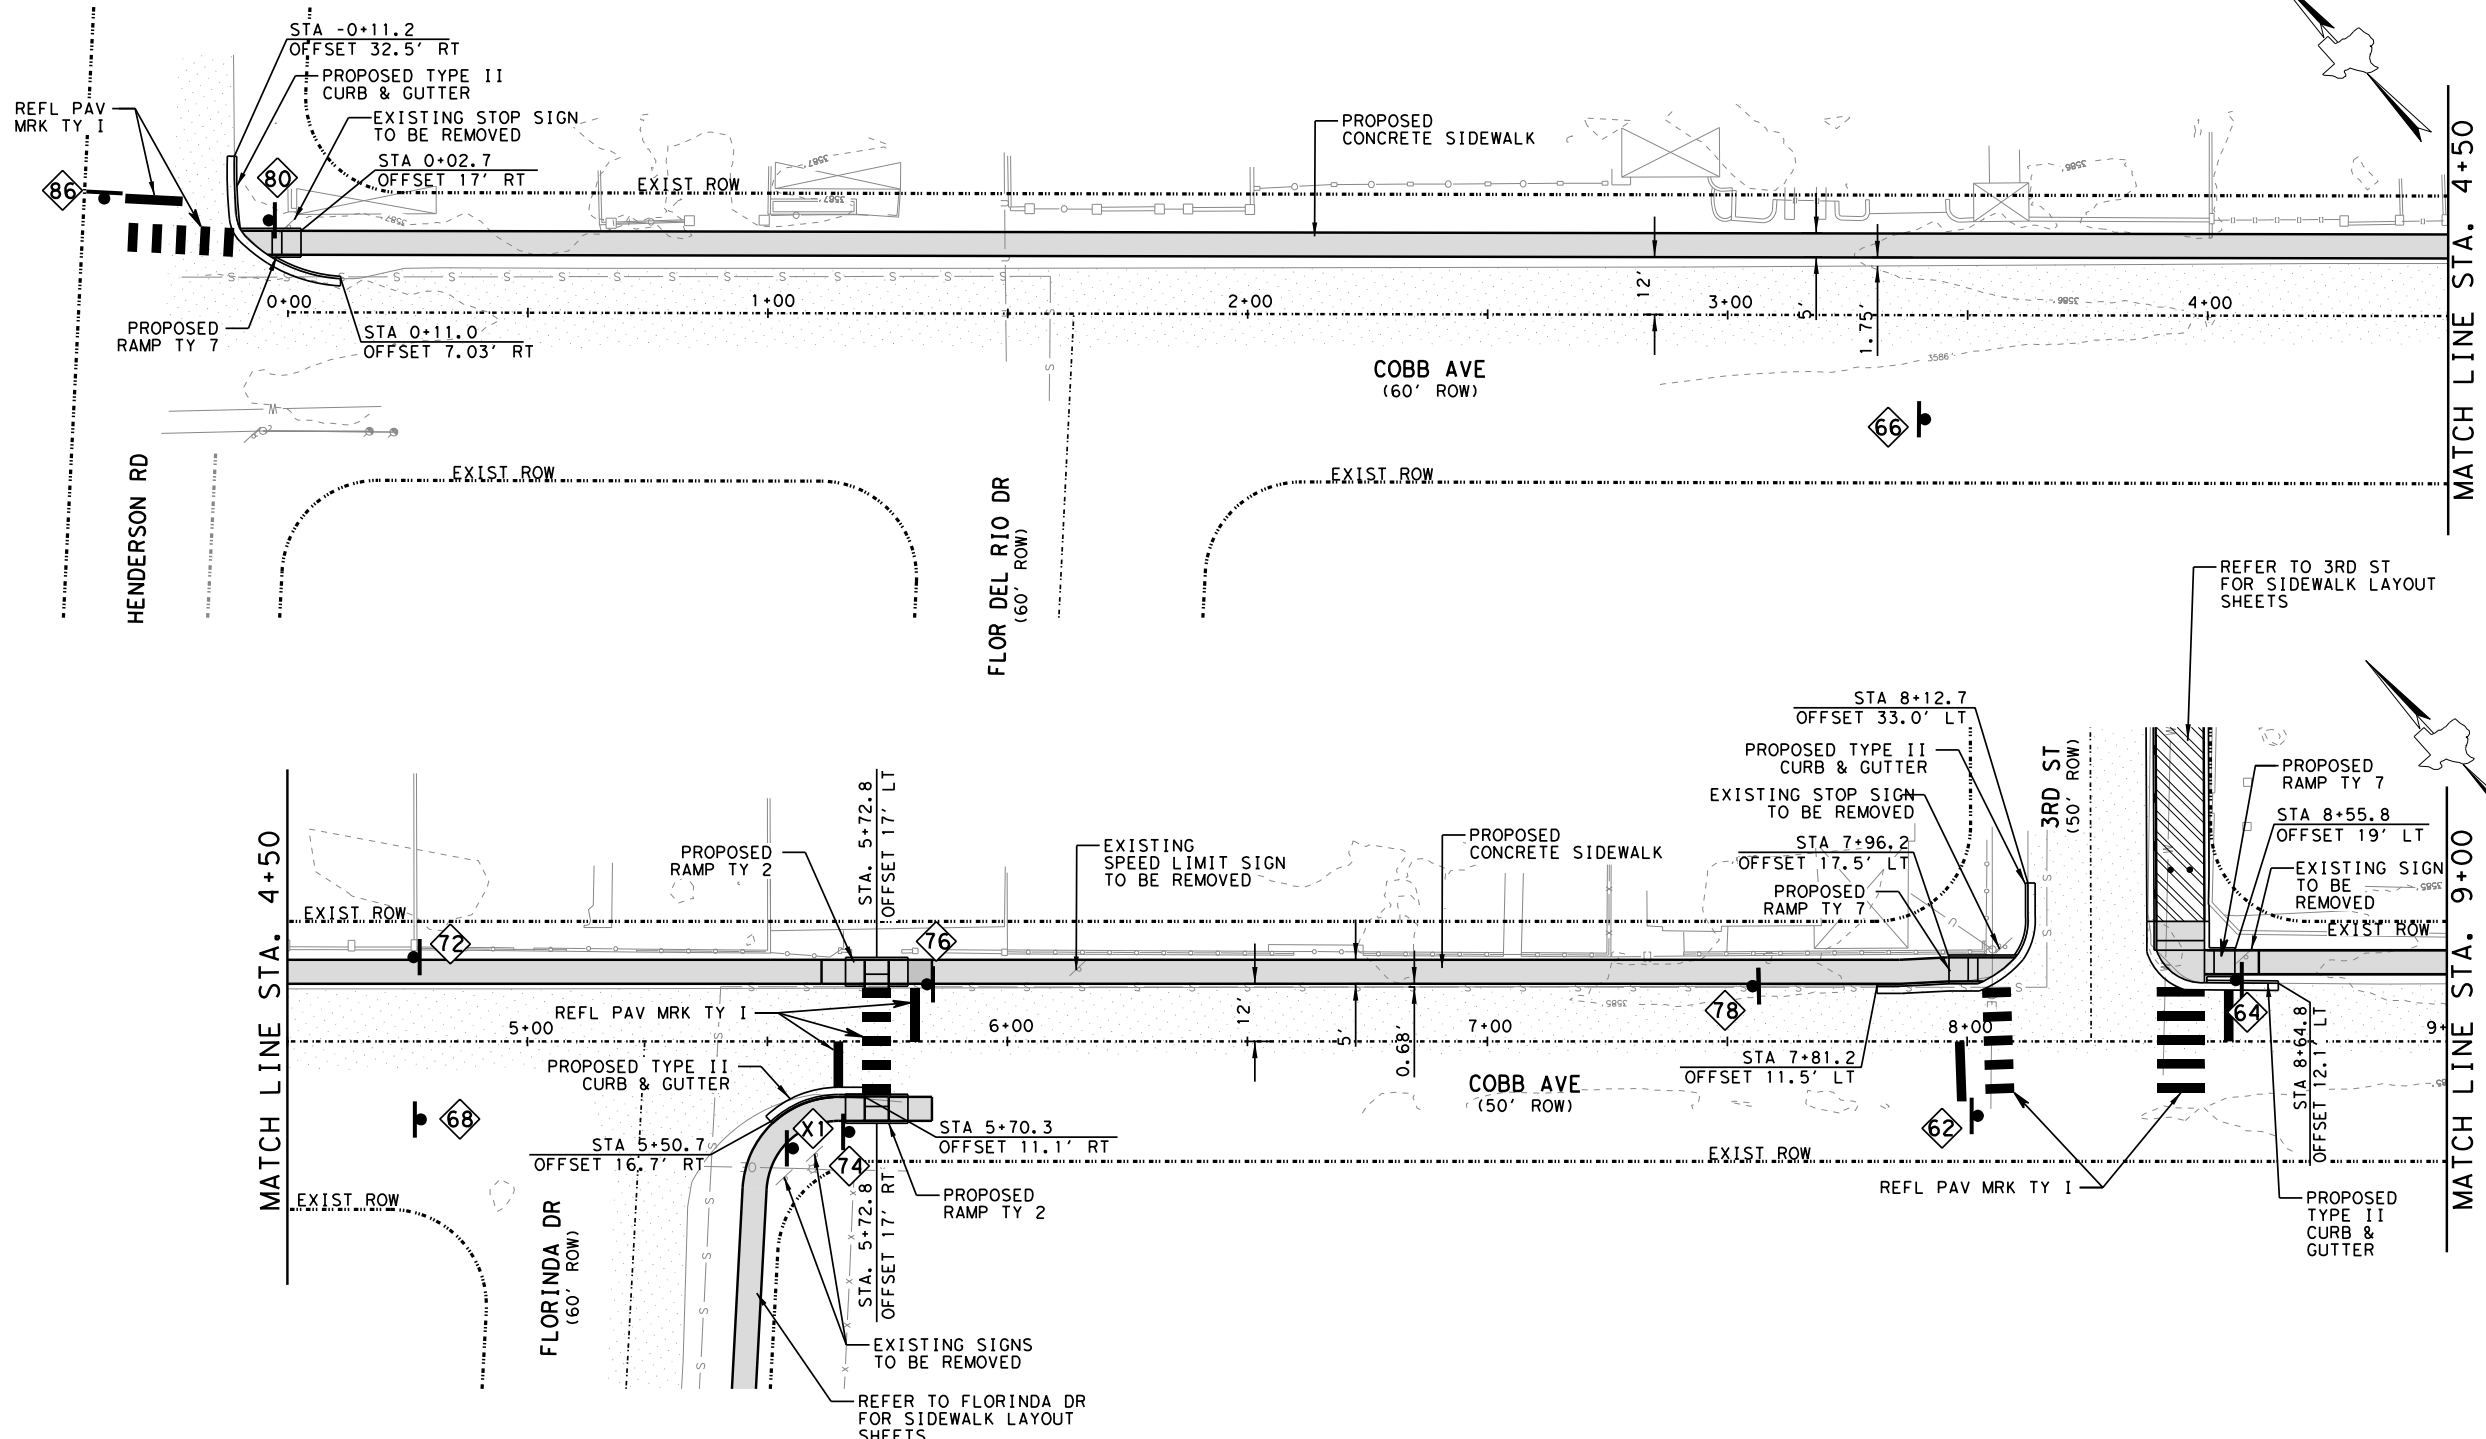 STA -0+11.2
OFFSET 32.5' RT
PROPOSED TYPE II
CURB & GUTTER
REFL PAV
MRK TY I
EXISTING STOP SIGN
TO BE REMOVED
STA 0+02.7
OFFSET 17' RT
86
80
EXIST ROW
PROPOSED
CONCRETE SIDEWALK
3587'
3587'
3587'
3586'
3586'
3586'
0+00
1+00
2+00
3+00
4+00
12'
5'
1.75'
PROPOSED
RAMP TY 7
STA 0+11.0
OFFSET 7.03' RT
COBB AVE
(60' ROW)
66
EXIST ROW
EXIST ROW
HENDERSON RD
FLOR DEL RIO DR
(60' ROW)
MATCH LINE STA. 4+50
REFER TO 3RD ST
FOR SIDEWALK LAYOUT
SHEETS
MATCH LINE STA. 4+50
EXIST ROW
72
PROPOSED
RAMP TY 2
STA. 5+72.8
OFFSET 17' LT
76
EXISTING
SPEED LIMIT SIGN
TO BE REMOVED
PROPOSED
CONCRETE SIDEWALK
STA 8+12.7
OFFSET 33.0' LT
PROPOSED TYPE II
CURB & GUTTER
EXISTING STOP SIGN
TO BE REMOVED
STA 7+96.2
OFFSET 17.5' LT
PROPOSED
RAMP TY 7
3RD ST
(50' ROW)
PROPOSED
RAMP TY 7
STA 8+55.8
OFFSET 19' LT
EXISTING SIGN
TO BE
REMOVED
EXIST ROW
3585'
3585'
REFL PAV MRK TY I
5+00
6+00
7+00
8+00
9+
12'
5'
0.68'
78
64
STA 7+81.2
OFFSET 11.5' LT
STA 8+64.8
OFFSET 12.1' LT
PROPOSED TYPE II
CURB & GUTTER
COBB AVE
(50' ROW)
68
X1
74
62
STA 5+50.7
OFFSET 16.7' RT
STA 5+70.3
OFFSET 11.1' RT
EXIST ROW
EXIST ROW
REFL PAV MRK TY I
PROPOSED
RAMP TY 2
STA. 5+72.8
OFFSET 17' RT
PROPOSED
TYPE II
CURB &
GUTTER
FLORINDA DR
(60' ROW)
EXISTING SIGNS
TO BE REMOVED
REFER TO FLORINDA DR
FOR SIDEWALK LAYOUT
SHEETS
MATCH LINE STA. 9+00